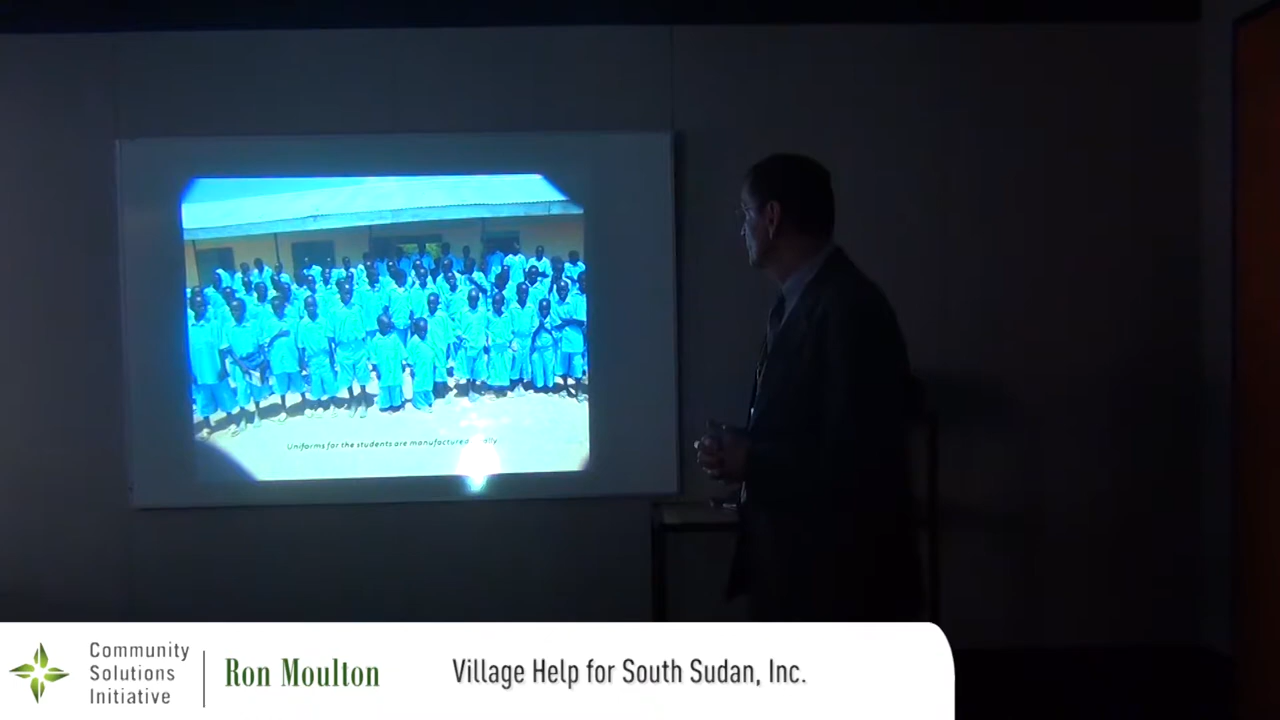 Uniforms for the students are manufactured
Community
Solutions
Initiative
Ron Moulton
Village Help for South Sudan, Inc.